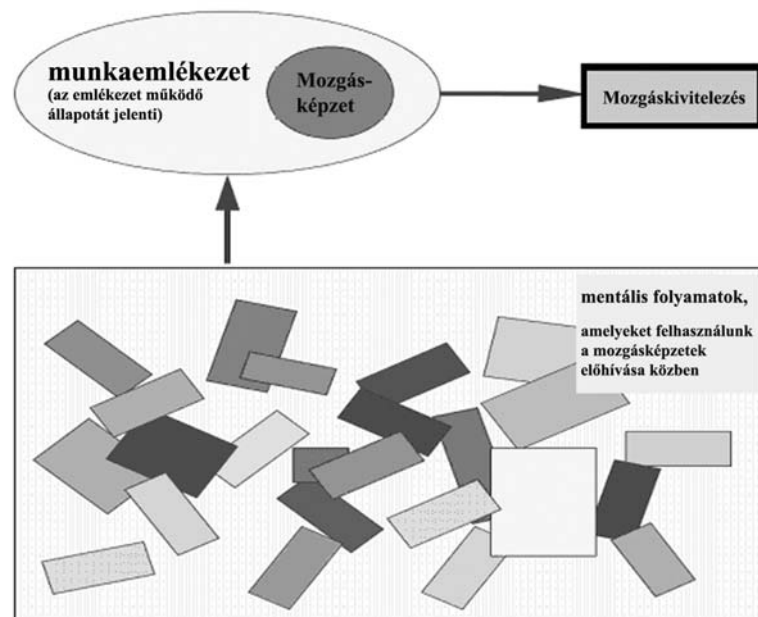 munkaemlékezet
(az emlékezet működő
állapotát jelenti)
Mozgás-
képzet
Mozgáskivitelezés
mentális folyamatok,
amelyeket felhasználunk
a mozgásképzetek
előhívása közben